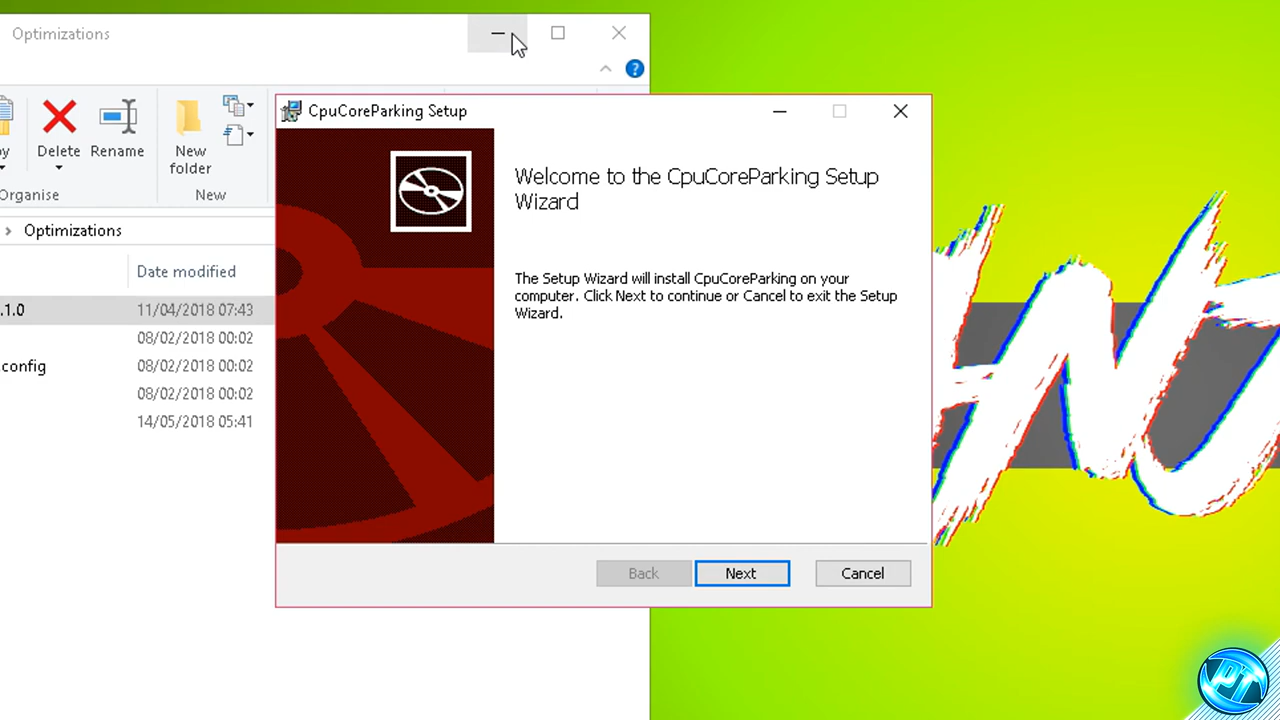 Optimizations
?
Delete
Rename
New
folder
Organise
New
Optimizations
Date modified
.1.0 11/04/2018 07:43
08/02/2018 00:02
config 08/02/2018 00:02
08/02/2018 00:02
14/05/2018 05:41
CpuCoreParking Setup
Welcome to the CpuCoreParking Setup
Wizard
The Setup Wizard will install CpuCoreParking on your
computer. Click Next to continue or Cancel to exit the Setup
Wizard.
Back
Next
Cancel
PT